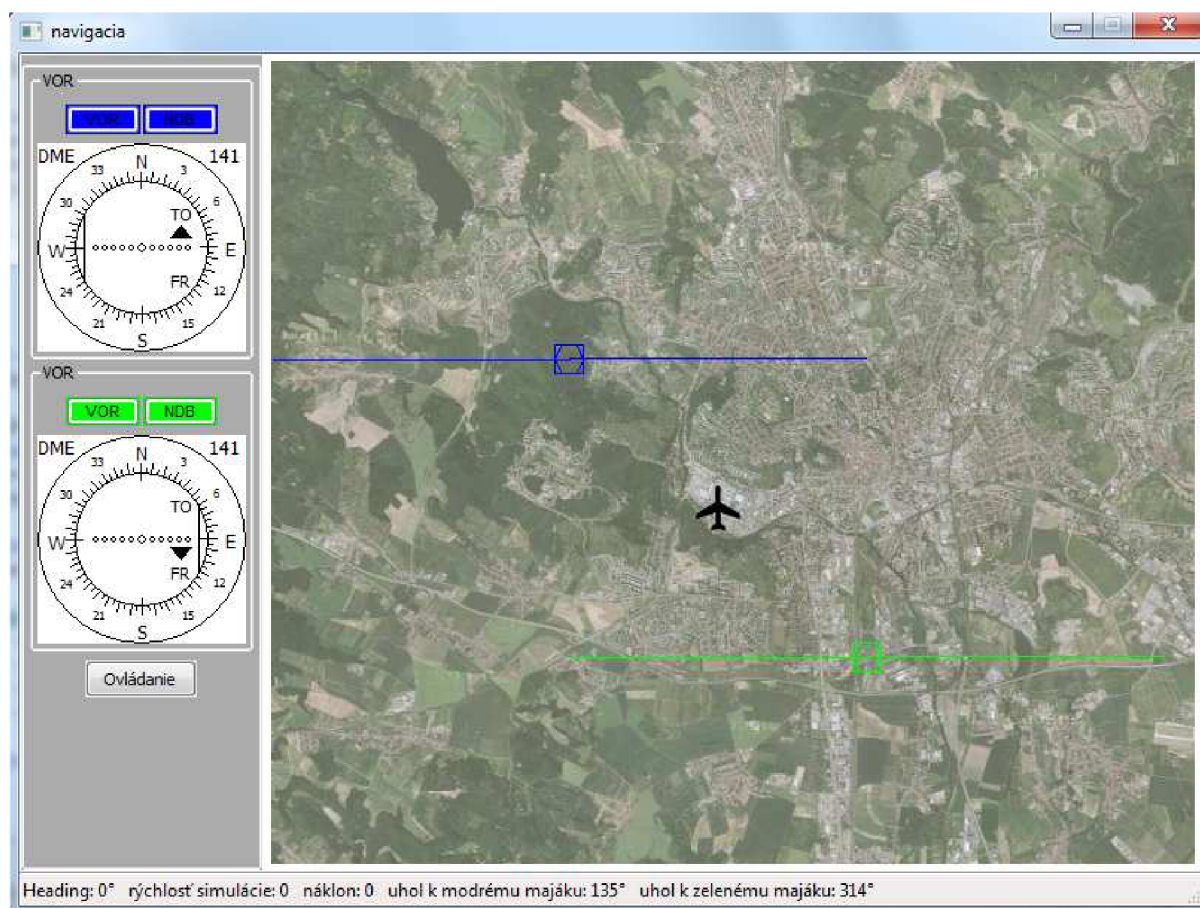 navigacia
VOR
VOR NDB
DME 141
N
33 3
30 6
TO
W E
FR
24 12
21 15
S
VOR
VOR NDB
DME 141
N
33 3
30 6
TO
W E
FR
24 12
21 15
S
Ovládanie
Heading: 0° rýchlosť simulácie: 0 náklon: 0 uhol k modrému majáku: 135° uhol k zelenému majáku: 314°